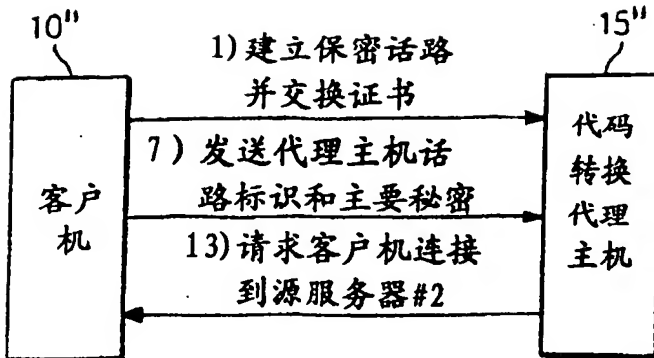 10"
15"
1)建立保密话路
并交换证书
7)发送代理主机话
路标识和主要秘密
13)请求客户机连接
到源服务器#2
客户
机
代码
转换
代理
主机